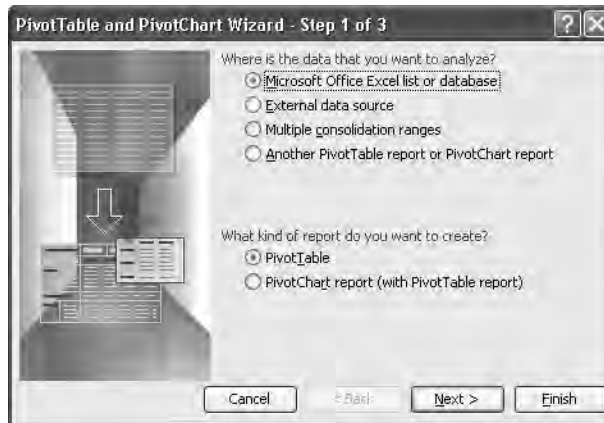 PivotTable and PivotChart Wizard - Step 1 of 3
Where is the data that you want to analyze?
Microsoft Office Excel list or database
External data source
Multiple consolidation ranges
Another PivotTable report or PivotChart report
What kind of report do you want to create?
PivotTable
PivotChart report (with PivotTable report)
Cancel < Back Next > Finish